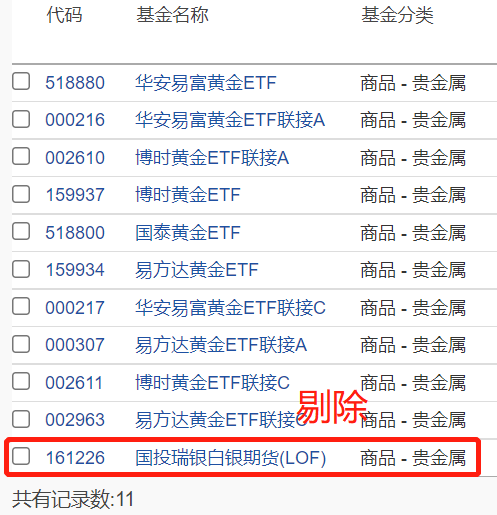 代码 基金名称 基金分类
518880 华安易富黄金ETF 商品 - 贵金属
000216 华安易富黄金ETF联接A 商品 - 贵金属
002610 博时黄金ETF联接A 商品 - 贵金属
159937 博时黄金ETF 商品 - 贵金属
518800 国泰黄金ETF 商品 - 贵金属
159934 易方达黄金ETF 商品 - 贵金属
000217 华安易富黄金ETF联接C 商品 - 贵金属
000307 易方达黄金ETF联接A 商品 - 贵金属
002611 博时黄金ETF联接C 商品 - 贵金属
剔除
002963 易方达黄金ETF联接C 商品 - 贵金属
161226 国投瑞银白银期货(LOF) 商品 - 贵金属
共有记录数:11